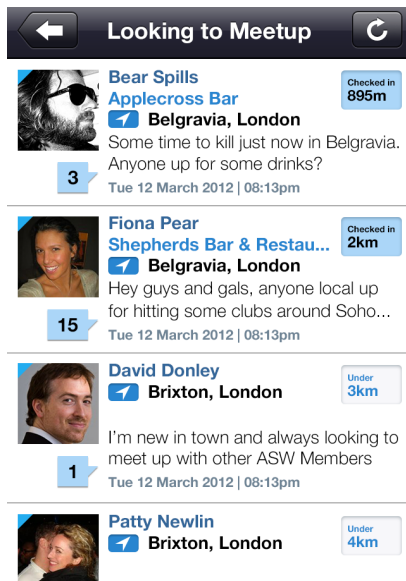 Looking to Meetup
Bear Spills
Checked in
895m
Applecross Bar
Belgravia, London
Some time to kill just now in Belgravia.
Anyone up for some drinks?
3
Tue 12 March 2012 | 08:13pm
Fiona Pear
Checked in
2km
Shepherds Bar & Restau...
Belgravia, London
Hey guys and gals, anyone local up
for hitting some clubs around Soho...
15
Tue 12 March 2012 | 08:13pm
David Donley
Under
3km
Brixton, London
I'm new in town and always looking to
meet up with other ASW Members
1
Tue 12 March 2012 | 08:13pm
Patty Newlin
Under
4km
Brixton, London